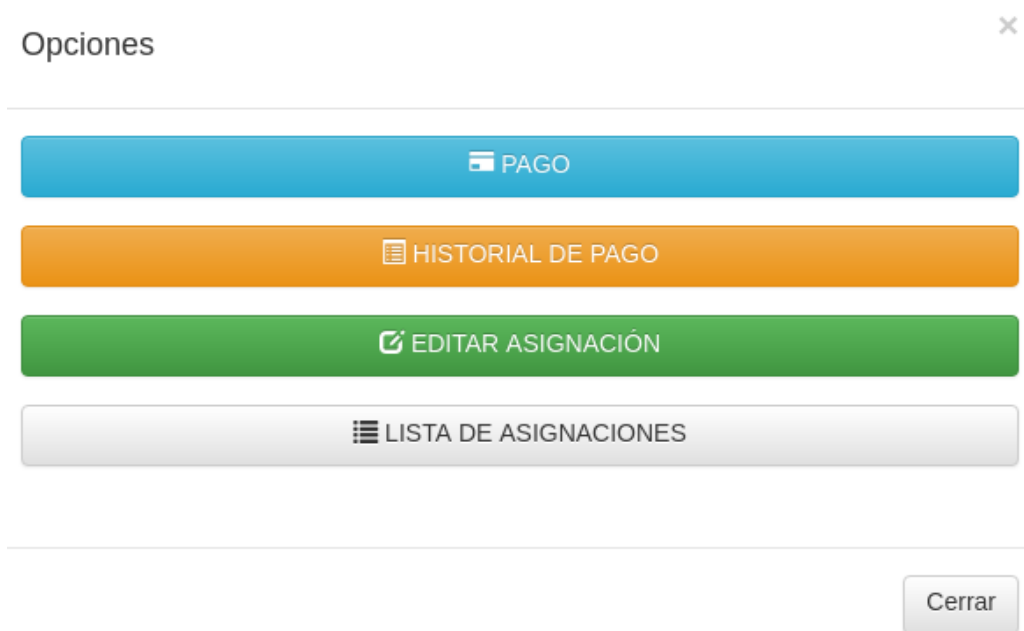 Opciones
×
PAGO
HISTORIAL DE PAGO
EDITAR ASIGNACIÓN
LISTA DE ASIGNACIONES
Cerrar